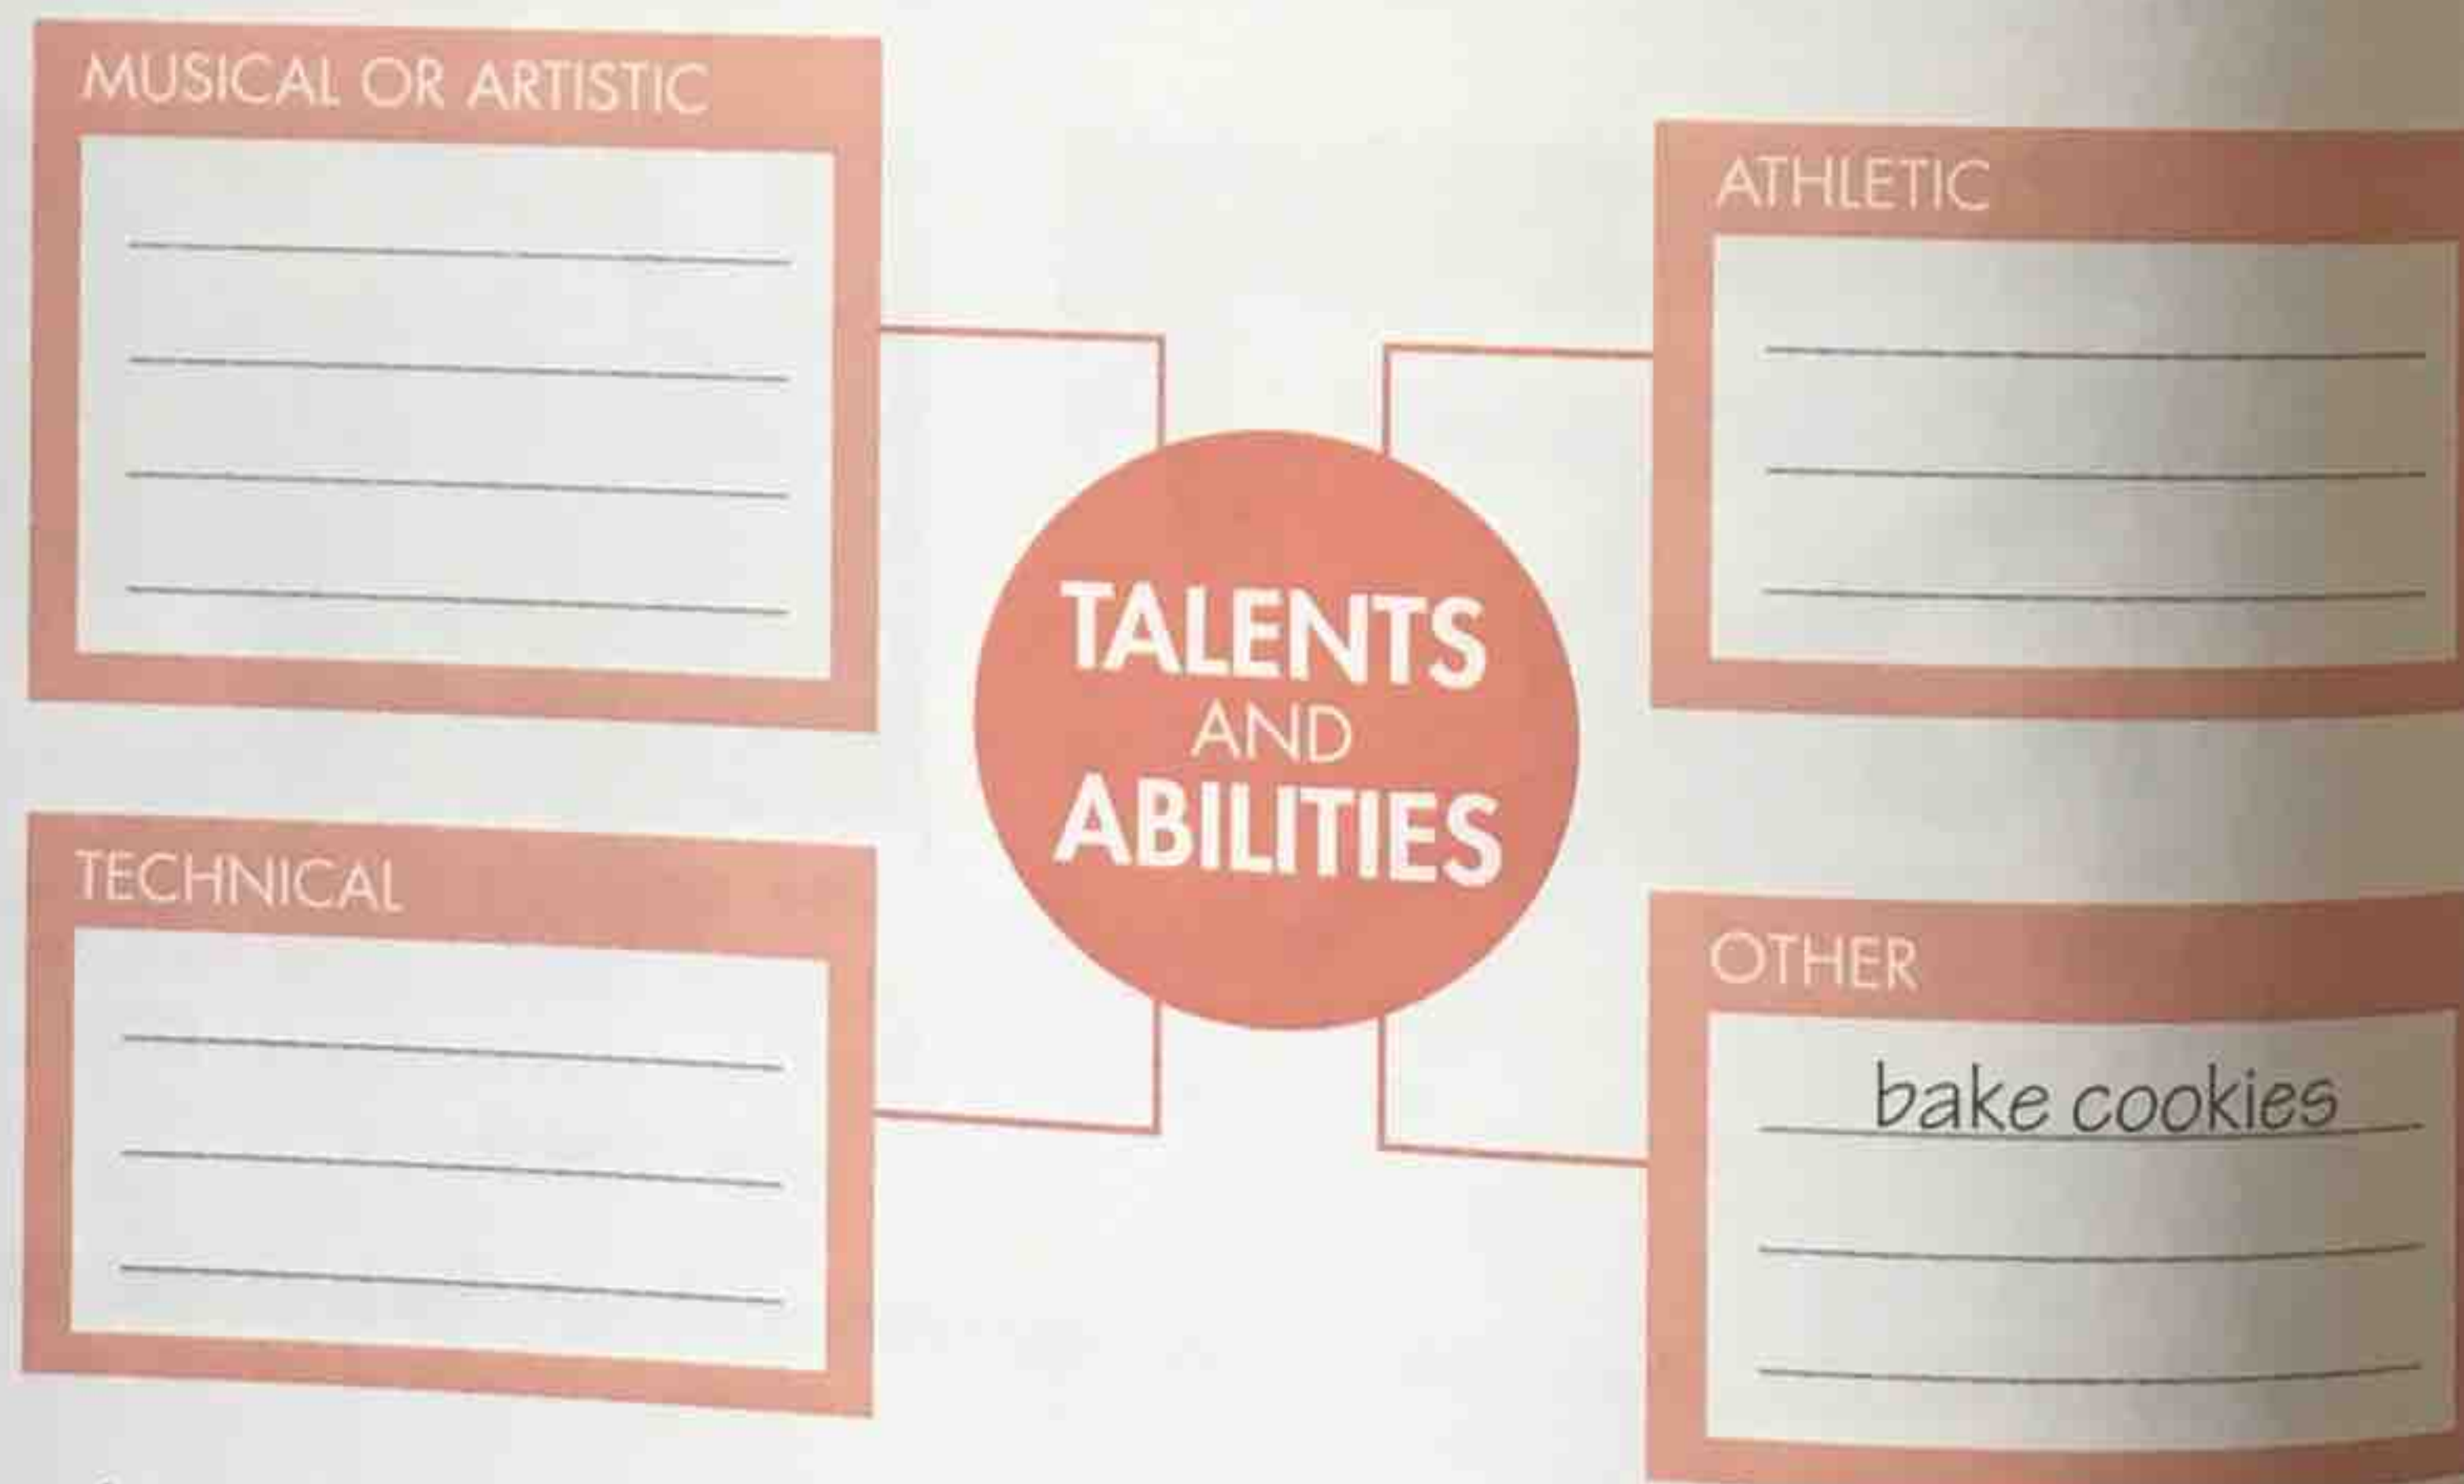 MUSICAL OR ARTISTIC
ATHLETIC
TALENTS
AND
ABILITIES
TECHNICAL
OTHER
bake cookies